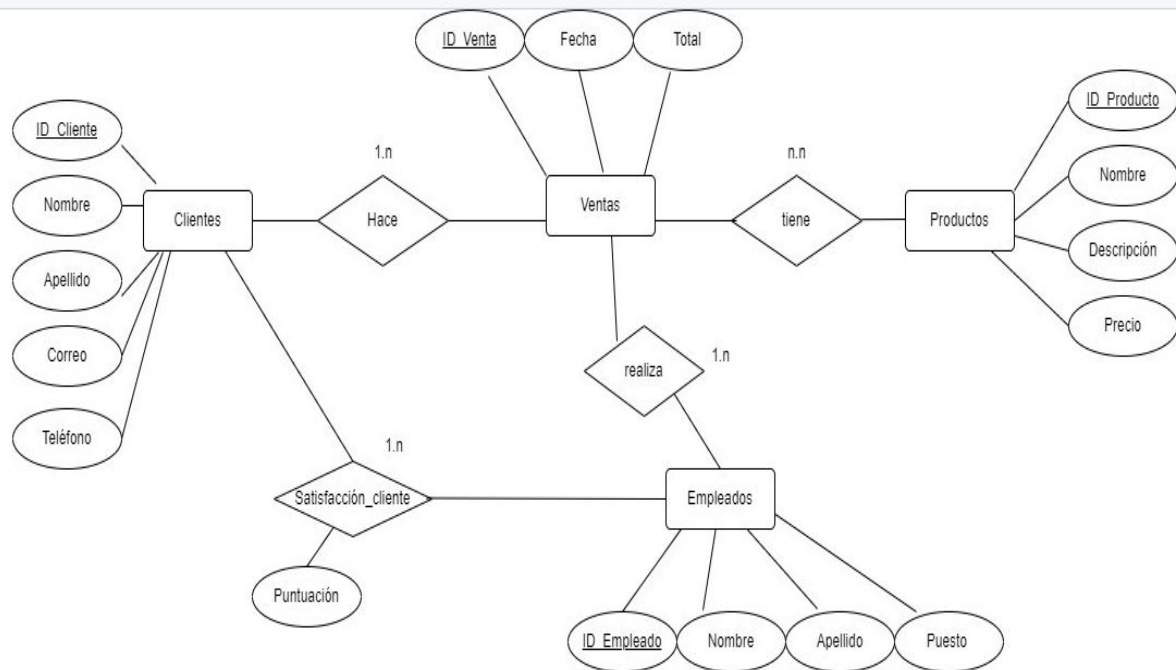 ID_Venta
Fecha
Total
ID_Cliente
ID_Producto
1.n
n.n
Nombre
Nombre
Clientes
Hace
Ventas
tiene
Productos
Apellido
Descripción
Correo
Precio
realiza
1.n
Teléfono
1.n
Satisfacción_cliente
Empleados
Puntuación
ID_Empleado
Nombre
Apellido
Puesto